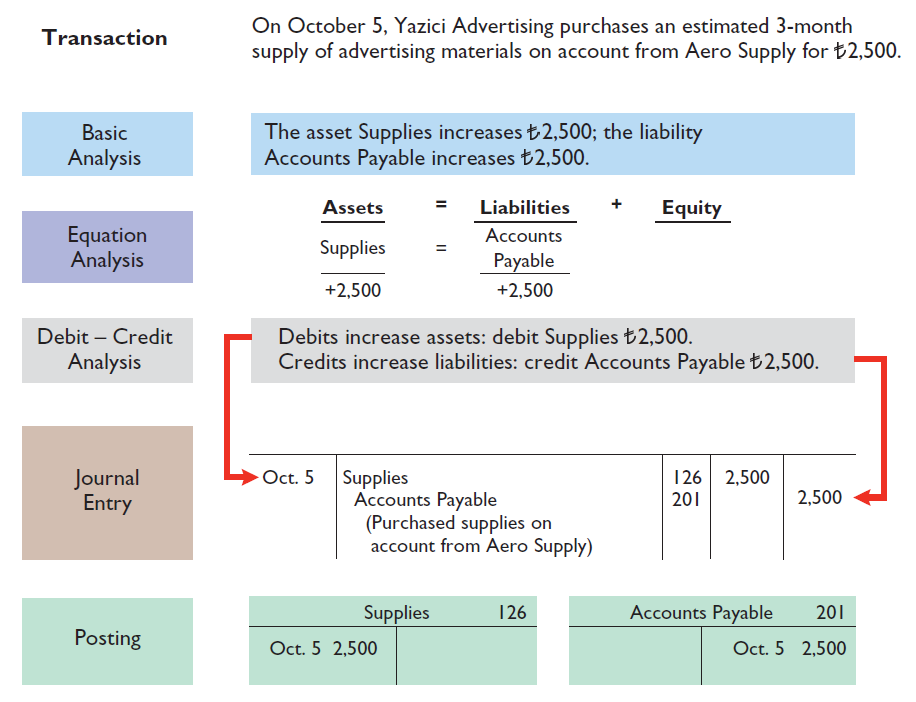 Transaction
On October 5, Yazici Advertising purchases an estimated 3-month
supply of advertising materials on account from Aero Supply for ₺2,500.
Basic
Analysis
The asset Supplies increases ₺2,500; the liability
Accounts Payable increases ₺2,500.
Equation
Analysis
Assets = Liabilities + Equity
Supplies = Accounts
Payable
+2,500 +2,500
Debit – Credit
Analysis
Debits increase assets: debit Supplies ₺2,500.
Credits increase liabilities: credit Accounts Payable ₺2,500.
Journal
Entry
Oct. 5 Supplies 126 2,500
Accounts Payable 201 2,500
(Purchased supplies on
account from Aero Supply)
Posting
Supplies 126
Oct. 5 2,500
Accounts Payable 201
Oct. 5 2,500